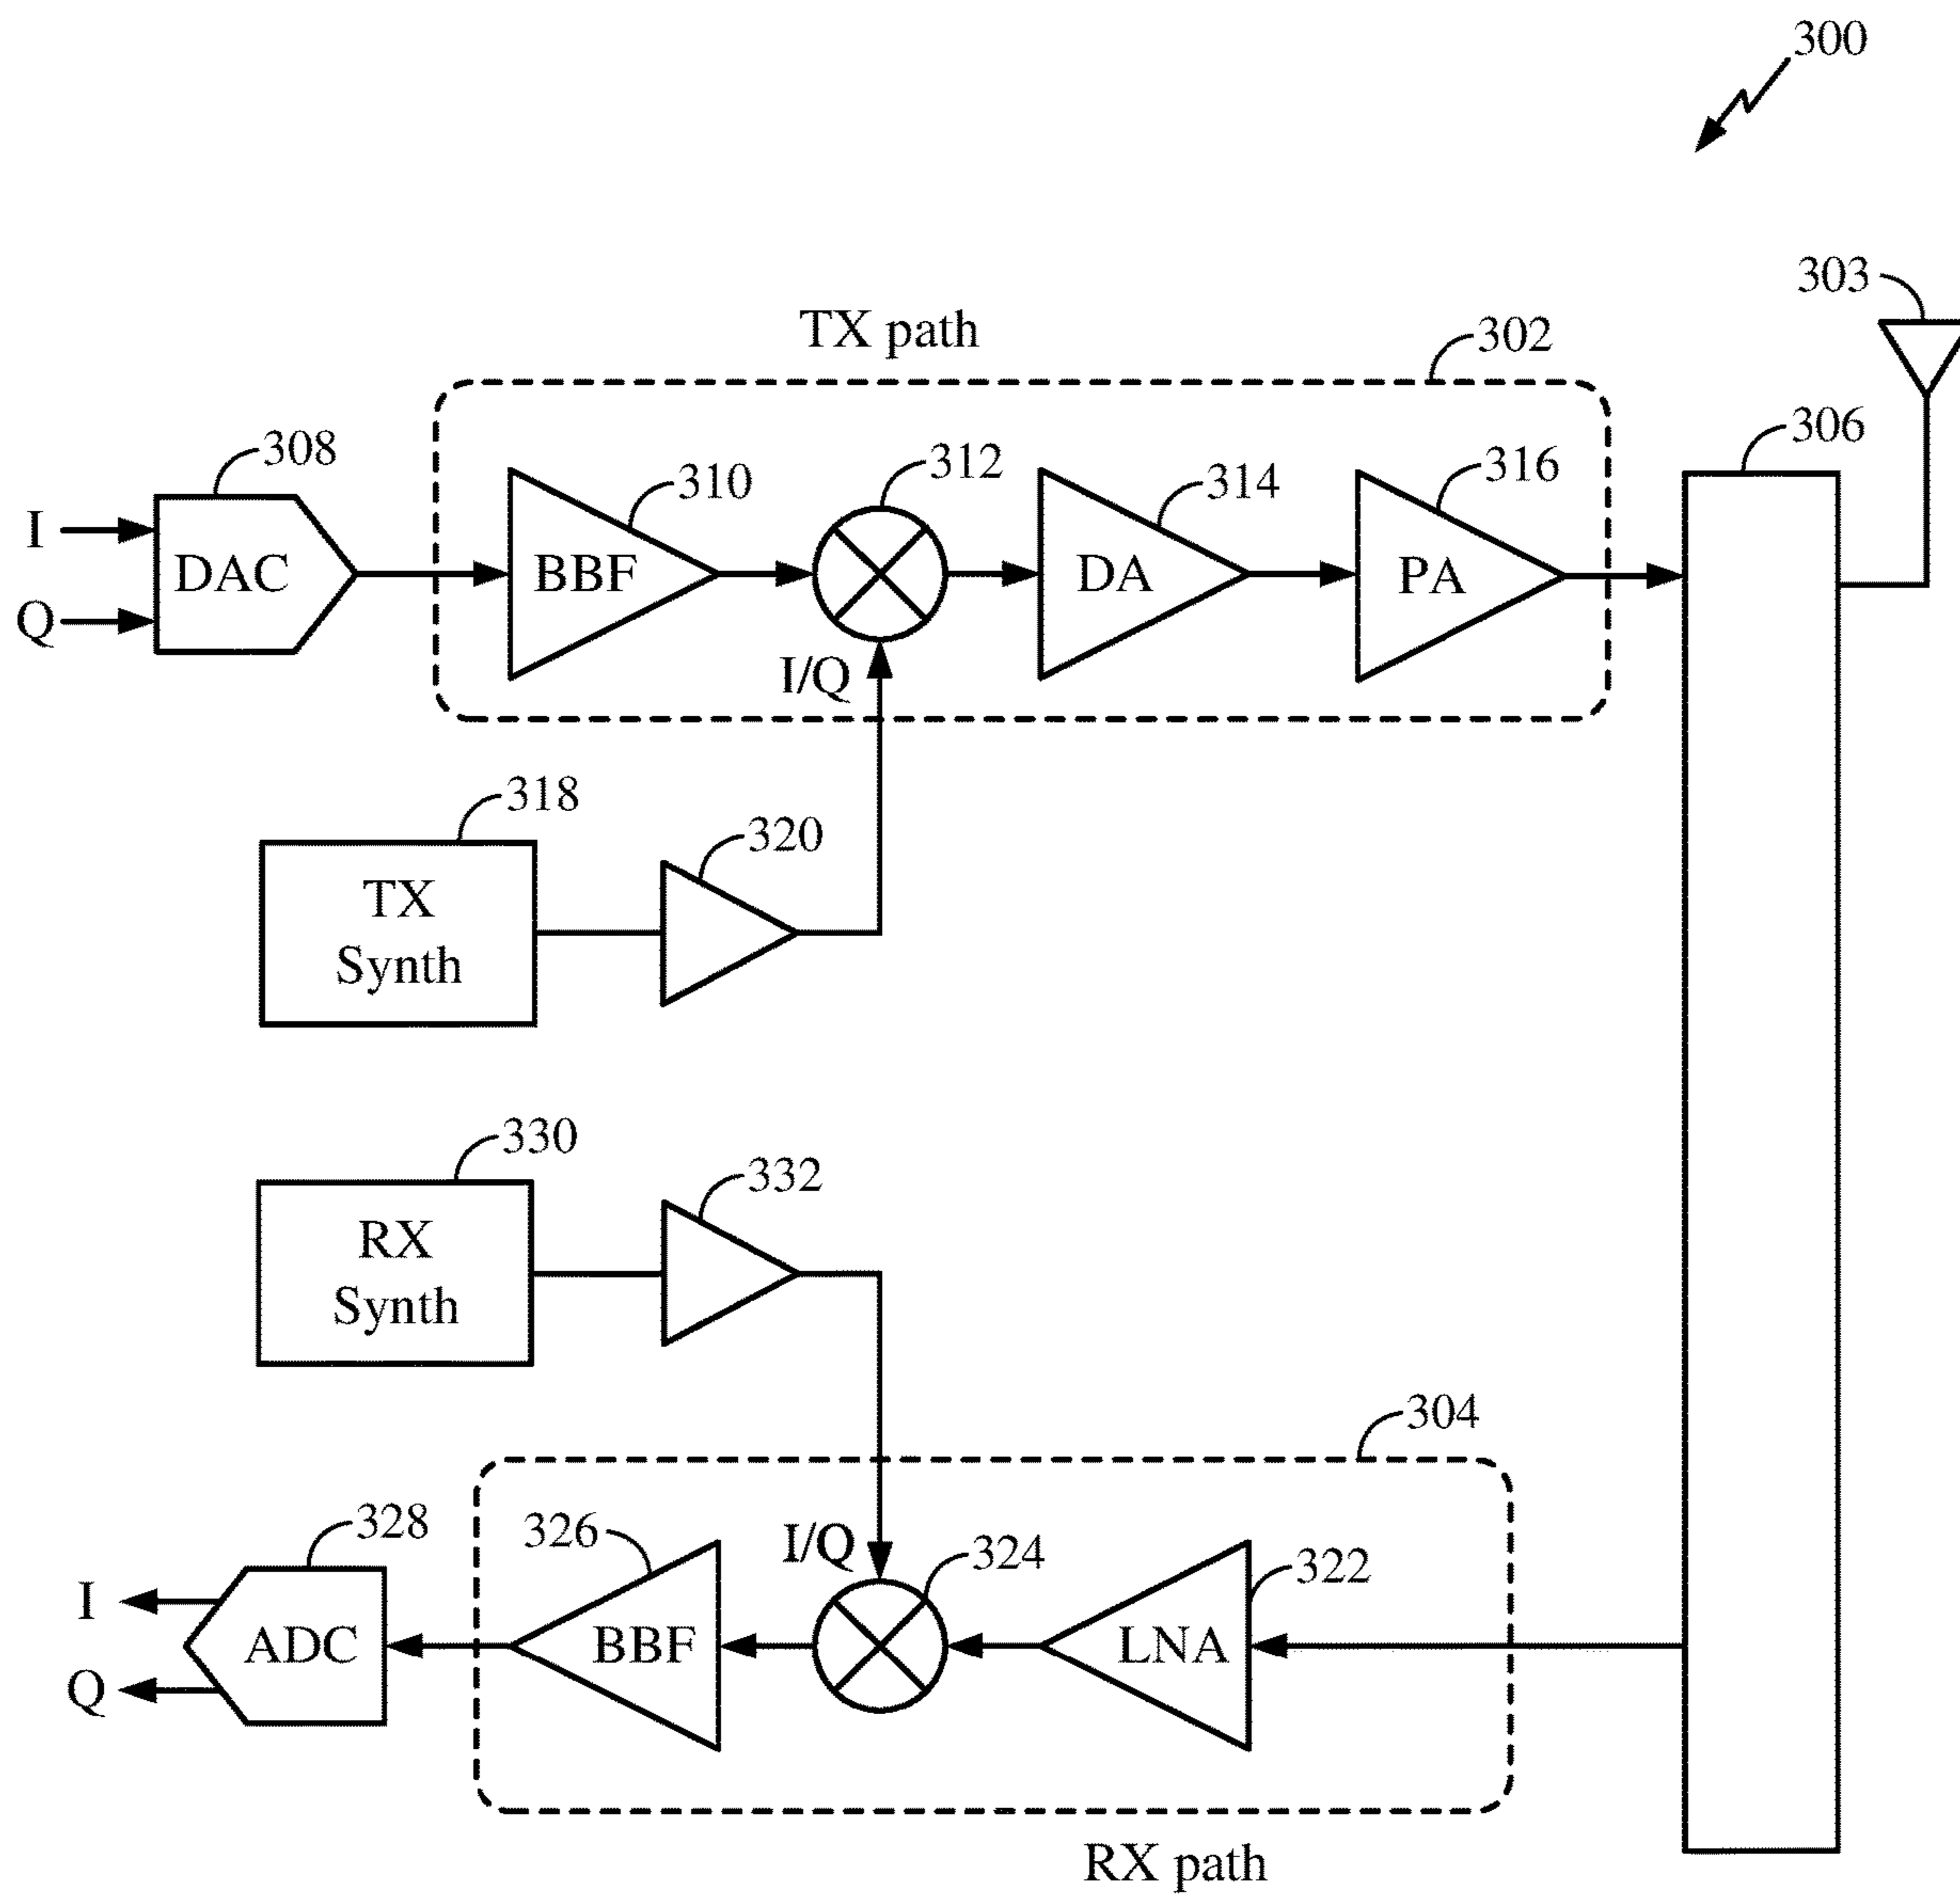 300
303
TX path
302
306
308
310
312
314
316
I
Q
DAC
BBF
DA
PA
I/Q
318
320
TX
Synth
330
332
RX
Synth
304
328
326
I/Q
324
322
I
Q
ADC
BBF
LNA
RX path